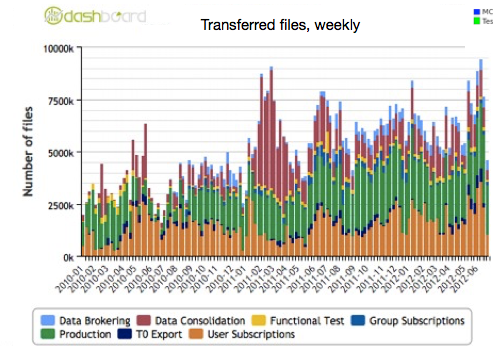 dashboard
Transferred files, weekly
MC
Tes
Number of files
10000k
7500k
5000k
2500k
0k
2010-01
2010-02
2010-03
2010-04
2010-05
2010-06
2010-07
2010-08
2010-09
2010-10
2010-11
2010-12
2011-01
2011-02
2011-03
2011-04
2011-05
2011-06
2011-07
2011-08
2011-09
2011-10
2011-11
2011-12
2012-01
2012-02
2012-03
2012-04
2012-05
2012-06
Data Brokering Data Consolidation Functional Test Group Subscriptions
Production T0 Export User Subscriptions